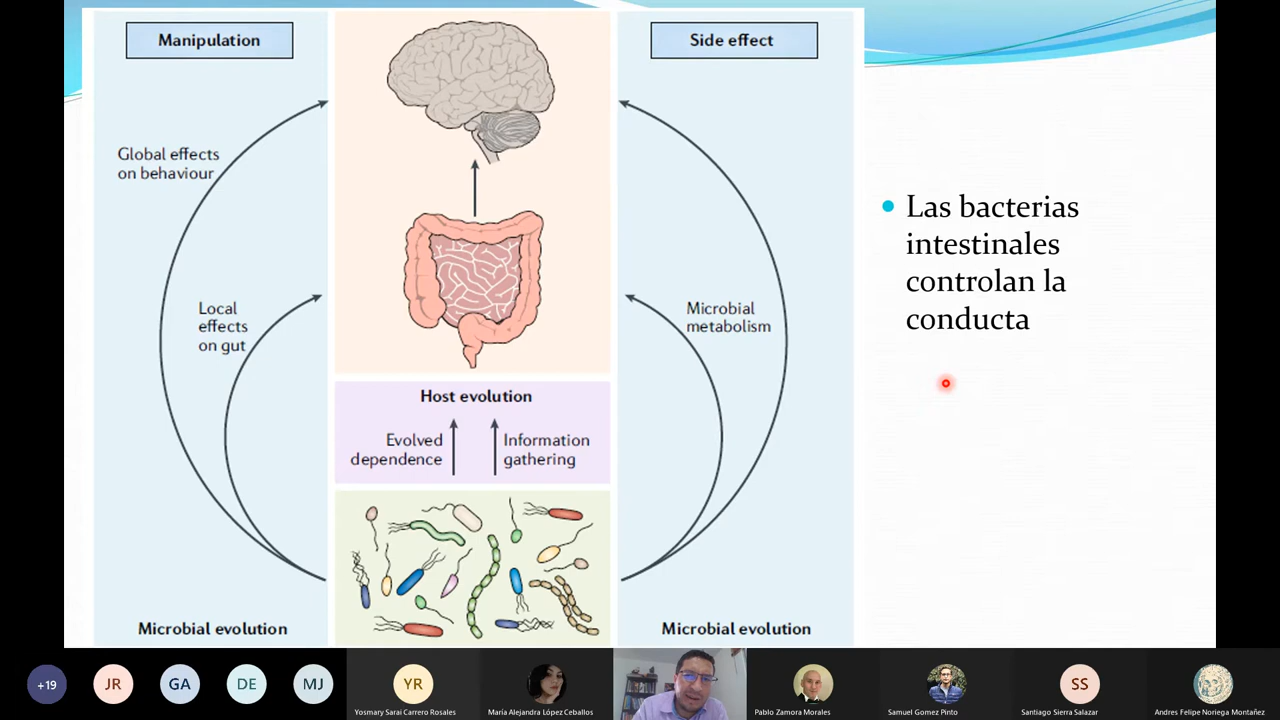 Manipulation
Side effect
Global effects
on behaviour
Local
effects
on gut
Microbial
metabolism
Host evolution
Evolved
dependence
Information
gathering
Microbial evolution
Microbial evolution
Las bacterias
intestinales
controlan la
conducta
+19
JR
GA
DE
MJ
YR
Yosmary Sarai Carrero Rosales
María Alejandra López Ceballos
Pablo Zamora Morales
Samuel Gomez Pinto
SS
Santiago Sierra Salazar
Andres Felipe Noriega Montañez